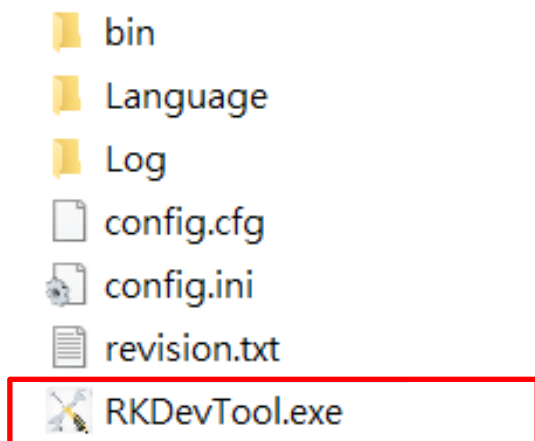 bin
Language
Log
config.cfg
config.ini
revision.txt
RKDevTool.exe